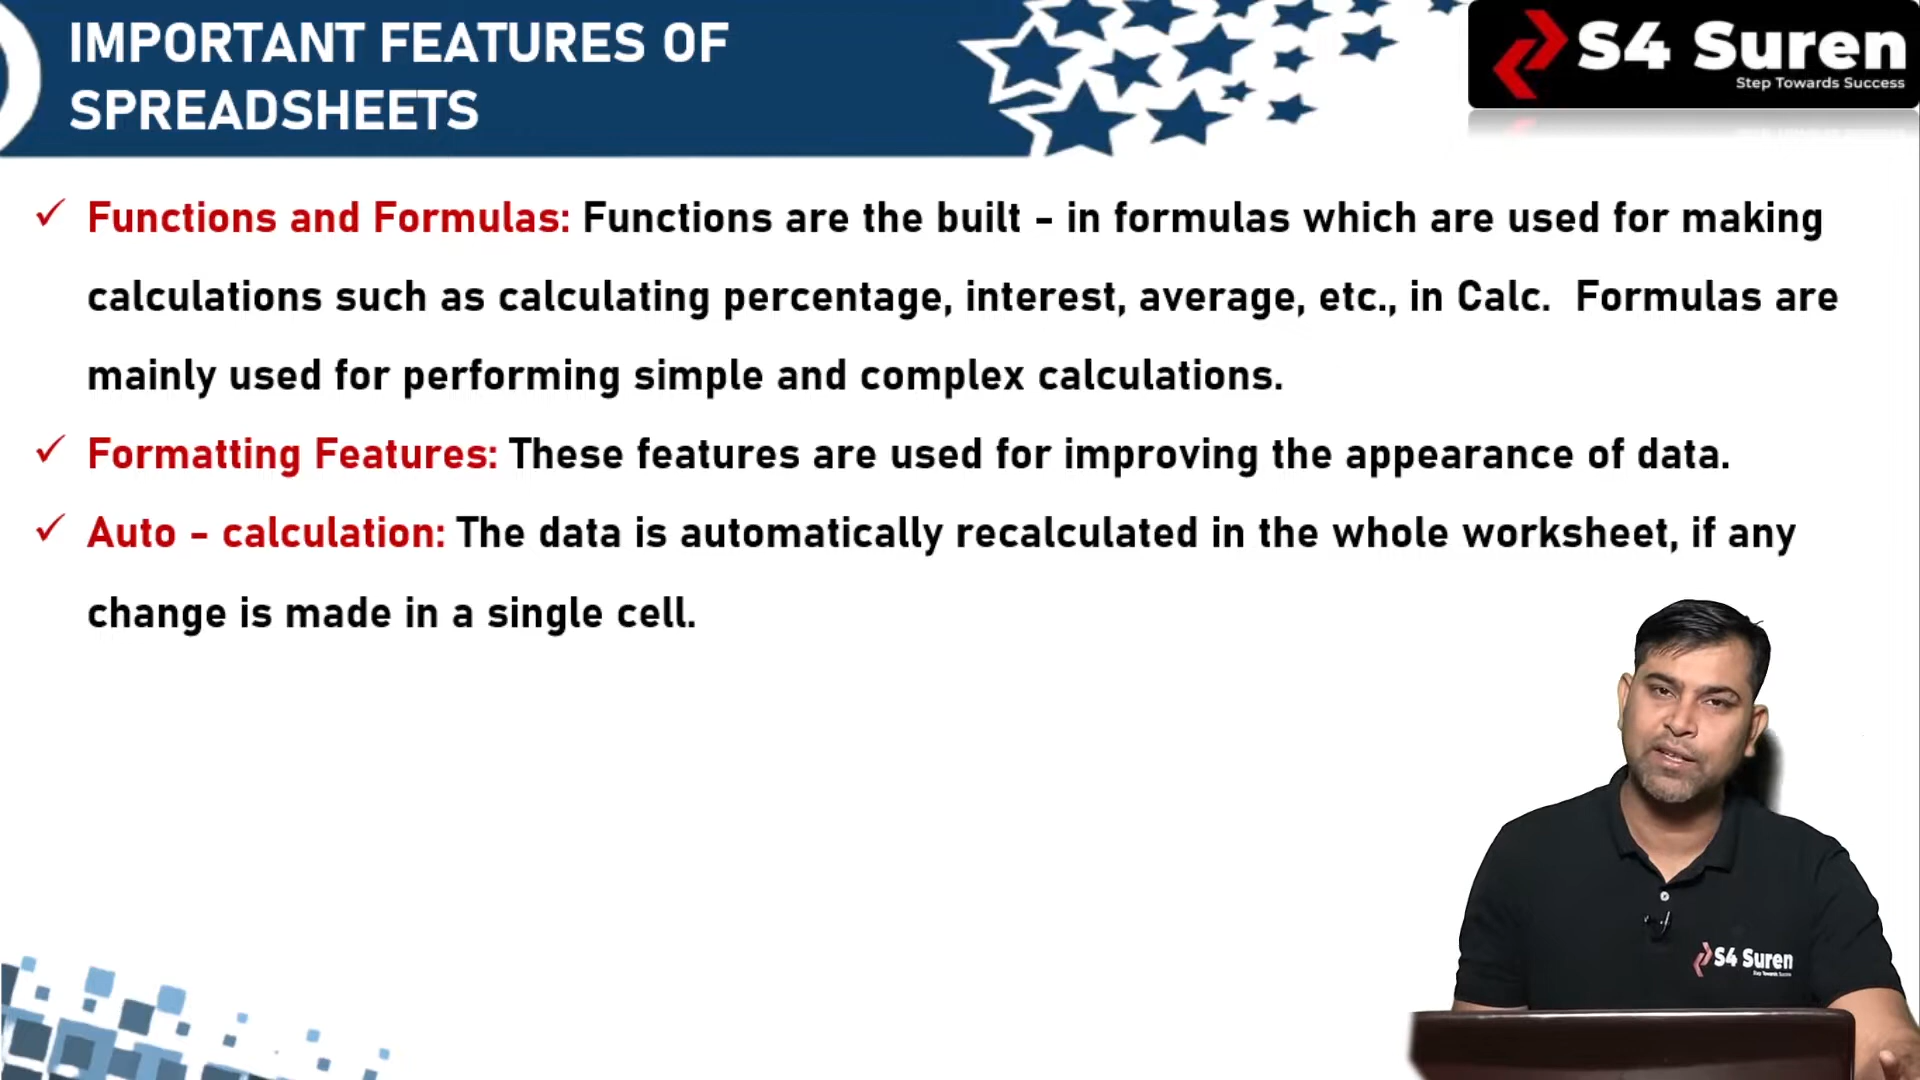 IMPORTANT FEATURES OF
SPREADSHEETS
S4 Suren
Step Towards Success
✓ Functions and Formulas: Functions are the built - in formulas which are used for making
calculations such as calculating percentage, interest, average, etc., in Calc. Formulas are
mainly used for performing simple and complex calculations.
✓ Formatting Features: These features are used for improving the appearance of data.
✓ Auto - calculation: The data is automatically recalculated in the whole worksheet, if any
change is made in a single cell.
S4 Suren
Step Towards Success